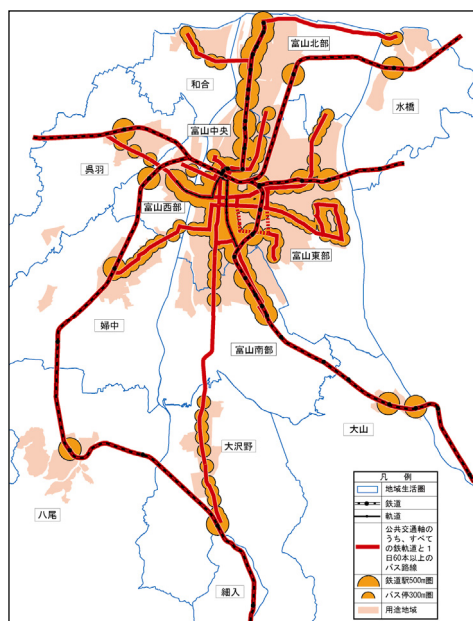 富山北部
和合
水橋
富山中央
呉羽
富山西部
富山東部
婦中
富山南部
大山
大沢野
八尾
細入
凡 例
地域生活圏
鉄道
軌道
公共交通軸の
うち、すべて
の鉄軌道と1
日60本以上の
バス路線
鉄道駅500m圏
バス停300m圏
用途地域